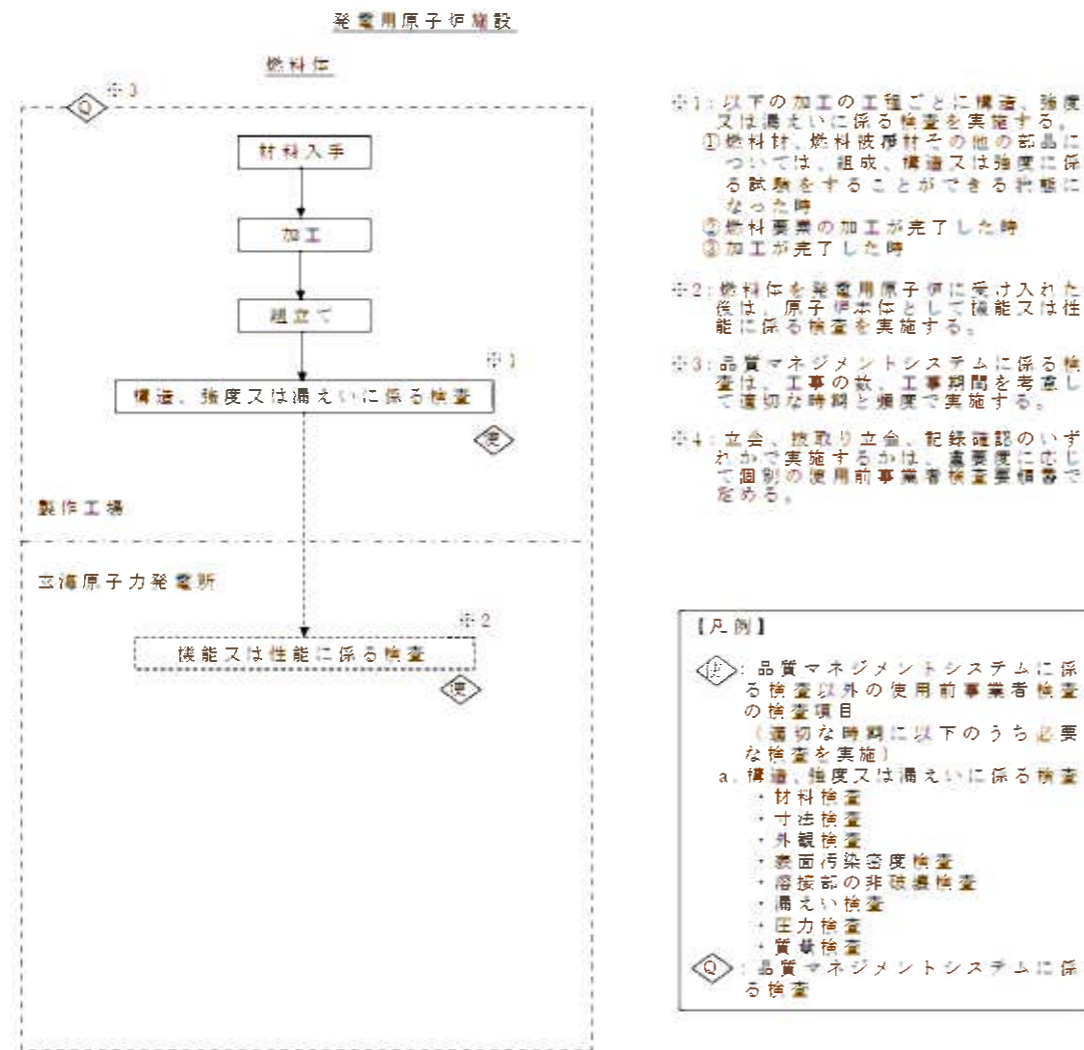 発電用原子炉施設
燃料体
Q
※3
材料入手
加工
組立て
※1
構造、強度又は漏えいに係る検査
使
製作工場
玄海原子力発電所
※2
機能又は性能に係る検査
使
※1:以下の加工の工程ごとに構造、強度
又は漏えいに係る検査を実施する。
①燃料材、燃料被覆材その他の部品に
ついては、組成、構造又は強度に係
る試験をすることができる状態に
なった時
②燃料要素の加工が完了した時
③加工が完了した時
※2:燃料体を発電用原子炉に受け入れた
後は、原子炉本体として機能又は性
能に係る検査を実施する。
※3:品質マネジメントシステムに係る検
査は、工事の数、工事期間を考慮し
て適切な時期と頻度で実施する。
※4:立会、抜取り立会、記録確認のいず
れかで実施するかは、重要度に応じ
て個別の使用前事業者検査要領書で
定める。
【凡例】
使:品質マネジメントシステムに係
る検査以外の使用前事業者検査
の検査項目
(適切な時期に以下のうち必要
な検査を実施)
a.構造、強度又は漏えいに係る検査
・材料検査
・寸法検査
・外観検査
・表面汚染密度検査
・溶接部の非破壊検査
・漏えい検査
・圧力検査
・質量検査
Q:品質マネジメントシステムに係
る検査